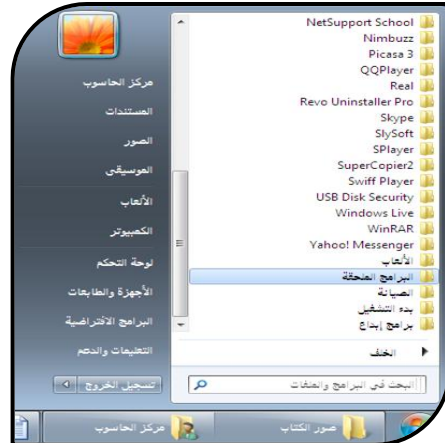 NetSupport School
Nimbuzz
Picasa 3
QQPlayer
Real
Revo Uninstaller Pro
Skype
SlySoft
SPlayer
SuperCopier2
Swiff Player
USB Disk Security
Windows Live
WinRAR
Yahoo! Messenger
الألعاب
البرامج الملحقة
الصيانة
بدء التشغيل
برامج إبداع
الخلف
البحث في البرامج والملفات
مركز الحاسوب
المستندات
الصور
الموسيقى
الألعاب
الكمبيوتر
لوحة التحكم
الأجهزة والطابعات
البرامج الافتراضية
التعليمات والدعم
تسجيل الخروج
صور الكتاب
مركز الحاسوب